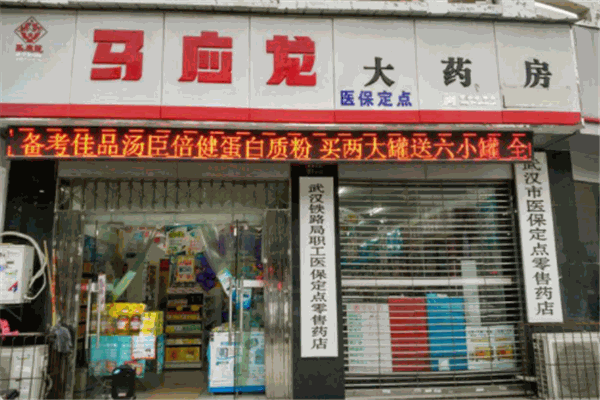 马应龙大药房
医保定点
备考佳品汤臣倍健蛋白质粉 买两大罐送六小罐 全
武汉铁路局职工医保定点零售药店
武汉市医保定点零售药店